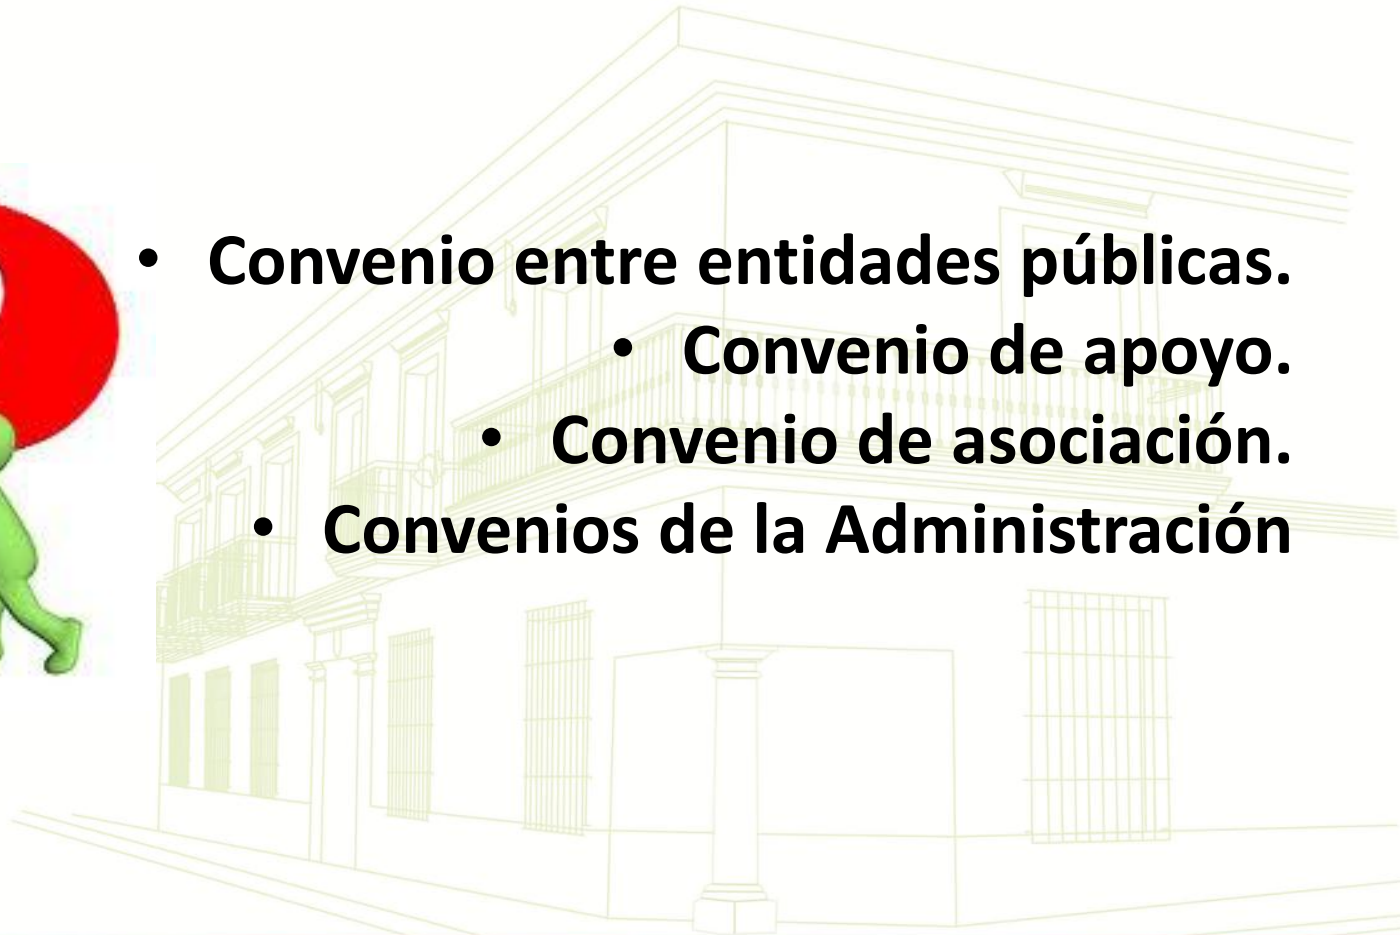 • Convenio entre entidades públicas.
• Convenio de apoyo.
• Convenio de asociación.
• Convenios de la Administración